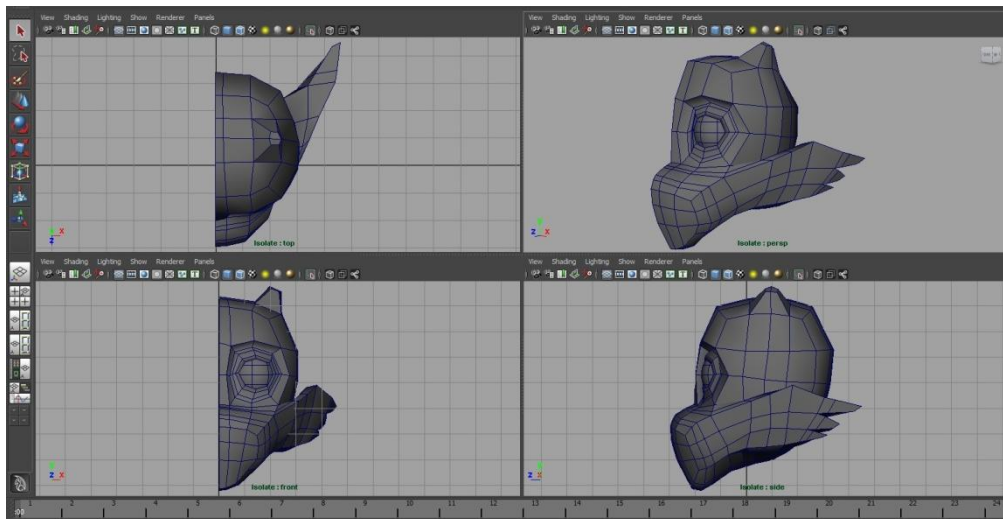 View Shading Lighting Show Renderer Panels
View Shading Lighting Show Renderer Panels
Isolate : top
Isolate : persp
View Shading Lighting Show Renderer Panels
View Shading Lighting Show Renderer Panels
Isolate : front
Isolate : side
1 2 3 4 5 6 7 8 9 10 11 12 13 14 15 16 17 18 19 20 21 22 23 24